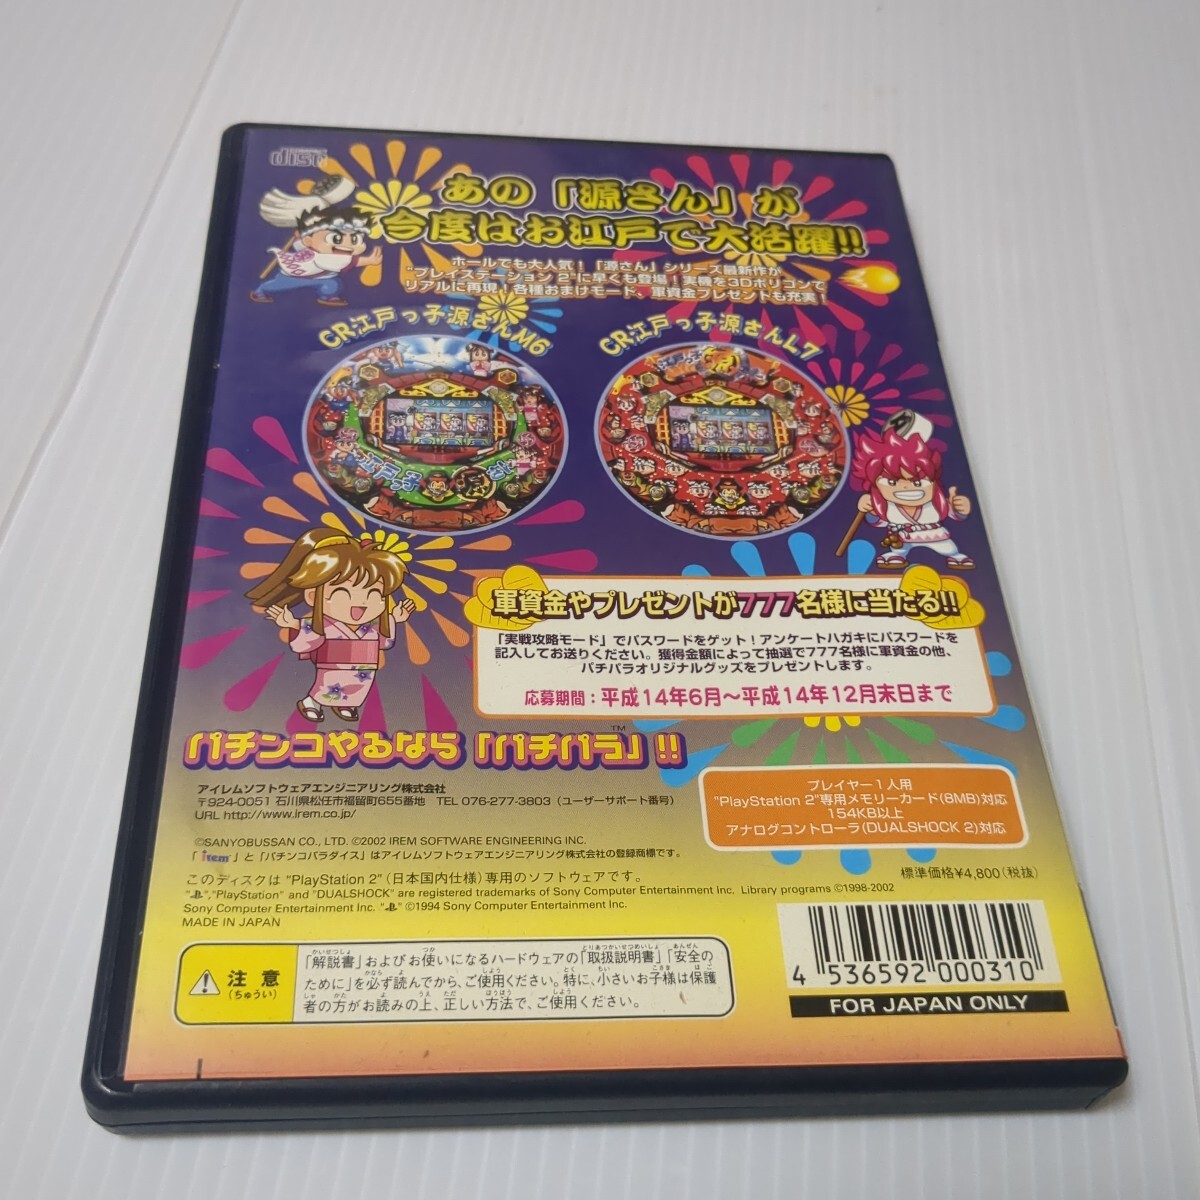 disc
あの「源さん」が
今度はお江戸で大活躍!!
ホールでも大人気!「源さん」シリーズ最新作が
"プレイステーション 2"に早くも登場!実機を3Dポリゴンで
リアルに再現!各種おまけモード、軍資金プレゼントも充実!
CR江戸っ子源さんM6
CR江戸っ子源さんL7
江戸っ子 源さん
軍資金やプレゼントが777名様に当たる!!
「実戦攻略モード」でパスワードをゲット!アンケートハガキにパスワードを
記入してお送りください。獲得金額によって抽選で777名様に軍資金の他、
パチパラオリジナルグッズをプレゼントします。
応募期間:平成14年6月〜平成14年12月末日まで
パチンコやるなら「パチパラ」!!
TM
アイレムソフトウェアエンジニアリング株式会社
〒924-0051 石川県松任市福留町655番地 TEL 076-277-3803(ユーザーサポート番号)
URL http://www.irem.co.jp/
プレイヤー1人用
"PlayStation 2"専用メモリーカード(8MB)対応
154KB以上
アナログコントローラ(DUALSHOCK 2)対応
©SANYOBUSSAN CO., LTD. ©2002 IREM SOFTWARE ENGINEERING INC.
「irem」と「パチンコパラダイス」はアイレムソフトウェアエンジニアリング株式会社の登録商標です。
このディスクは "PlayStation 2"(日本国内仕様)専用のソフトウェアです。
標準価格¥4,800(税抜)
"PS","PlayStation" and "DUALSHOCK" are registered trademarks of Sony Computer Entertainment Inc. Library programs ©1998-2002
Sony Computer Entertainment Inc. "PS" ©1994 Sony Computer Entertainment Inc.
MADE IN JAPAN
注意
(ちゅうい)
「解説書」およびお使いになるハードウェアの「取扱説明書」「安全の
ために」を必ず読んでから、ご使用ください。特に、小さいお子様は保護
者の方がお読みの上、正しい方法で、ご使用ください。
4 536592 000310
FOR JAPAN ONLY